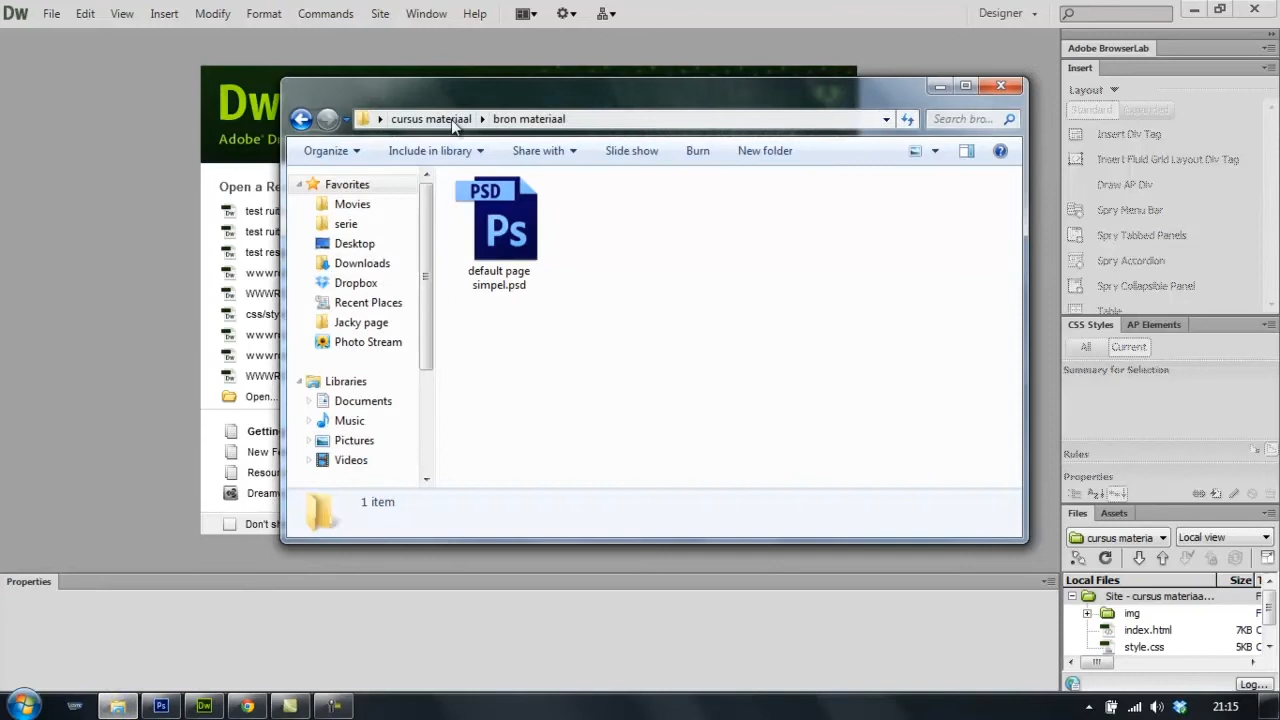 Dw File Edit View Insert Modify Format Commands Site Window Help Designer
Adobe BrowserLab
Insert
Layout
Standard Expanded
Insert Div Tag
Insert Fluid Grid Layout Div Tag
Draw AP Div
Spry Menu Bar
Spry Tabbed Panels
Spry Accordion
Spry Collapsible Panel
Table
CSS Styles AP Elements
All Current
Summary for Selection
Rules
Properties
Files Assets
cursus materia Local view
Local Files Size
Site - cursus materiaa...
img
index.html 7KB
style.css 5KB
Log...
Dw
Open a
test
test
test
Open...
Don't
cursus materiaal bron materiaal Search bro...
Organize Include in library Share with Slide show Burn New folder
Favorites
Movies
serie
Desktop
Downloads
Dropbox
Recent Places
Jacky page
Photo Stream
Libraries
Documents
Music
Pictures
Videos
PSD
Ps
default page
simpel.psd
1 item
Properties
Ps Dw 21:15